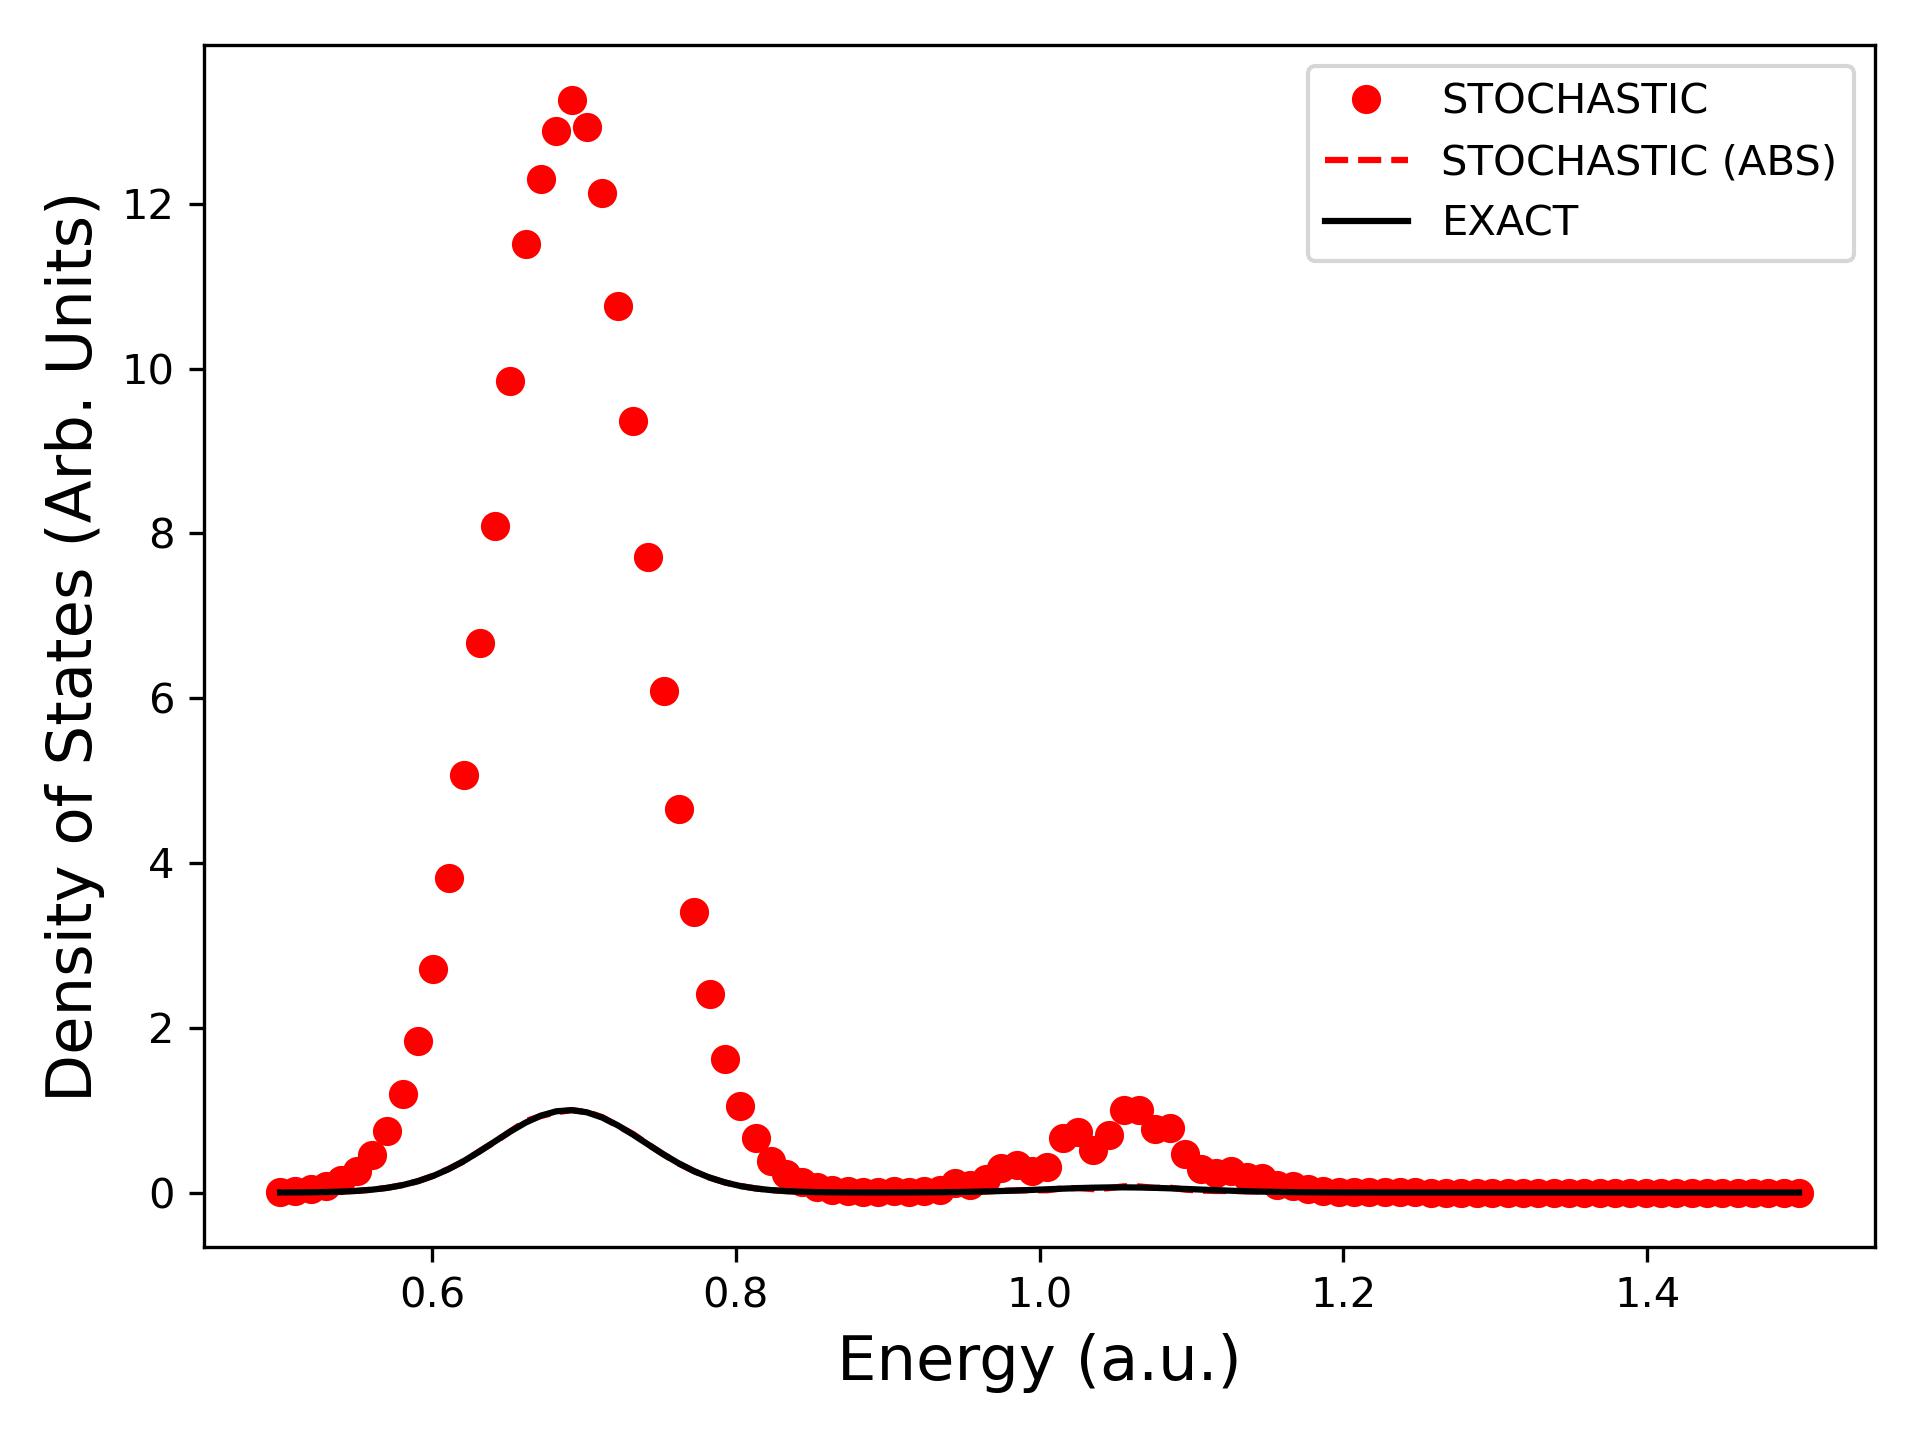 STOCHASTIC
STOCHASTIC (ABS)
EXACT
Density of States (Arb. Units)
12
10
8
6
4
2
0
0.6 0.8 1.0 1.2 1.4
Energy (a.u.)